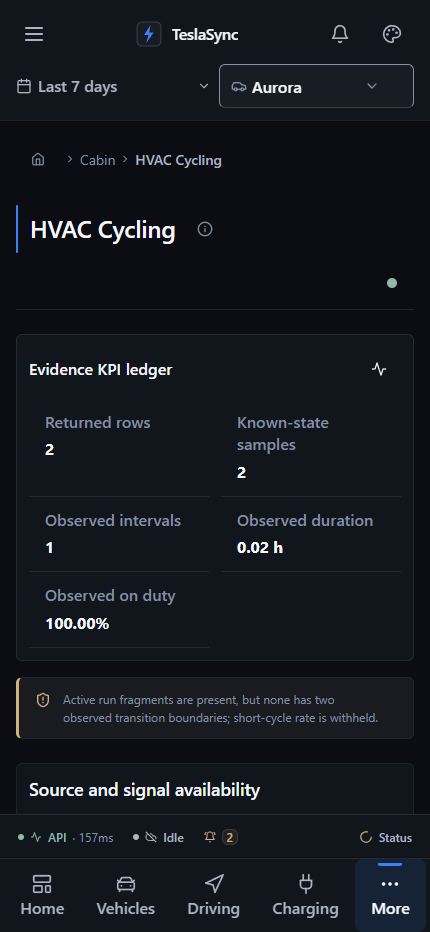 TeslaSync
Last 7 days
Aurora
Cabin
HVAC Cycling
HVAC Cycling
Evidence KPI ledger
Returned rows
2
Known-state
samples
2
Observed intervals
1
Observed duration
0.02 h
Observed on duty
100.00%
Active run fragments are present, but none has two
observed transition boundaries; short-cycle rate is withheld.
Source and signal availability
API · 157ms
Idle
2
Status
Home
Vehicles
Driving
Charging
More